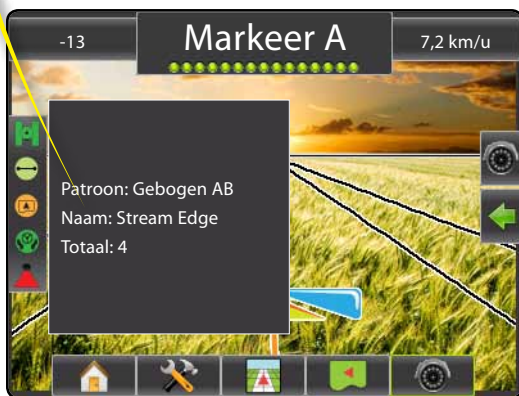 -13
Markeer A
7,2 km/u
Patroon: Gebogen AB
Naam: Stream Edge
Totaal: 4